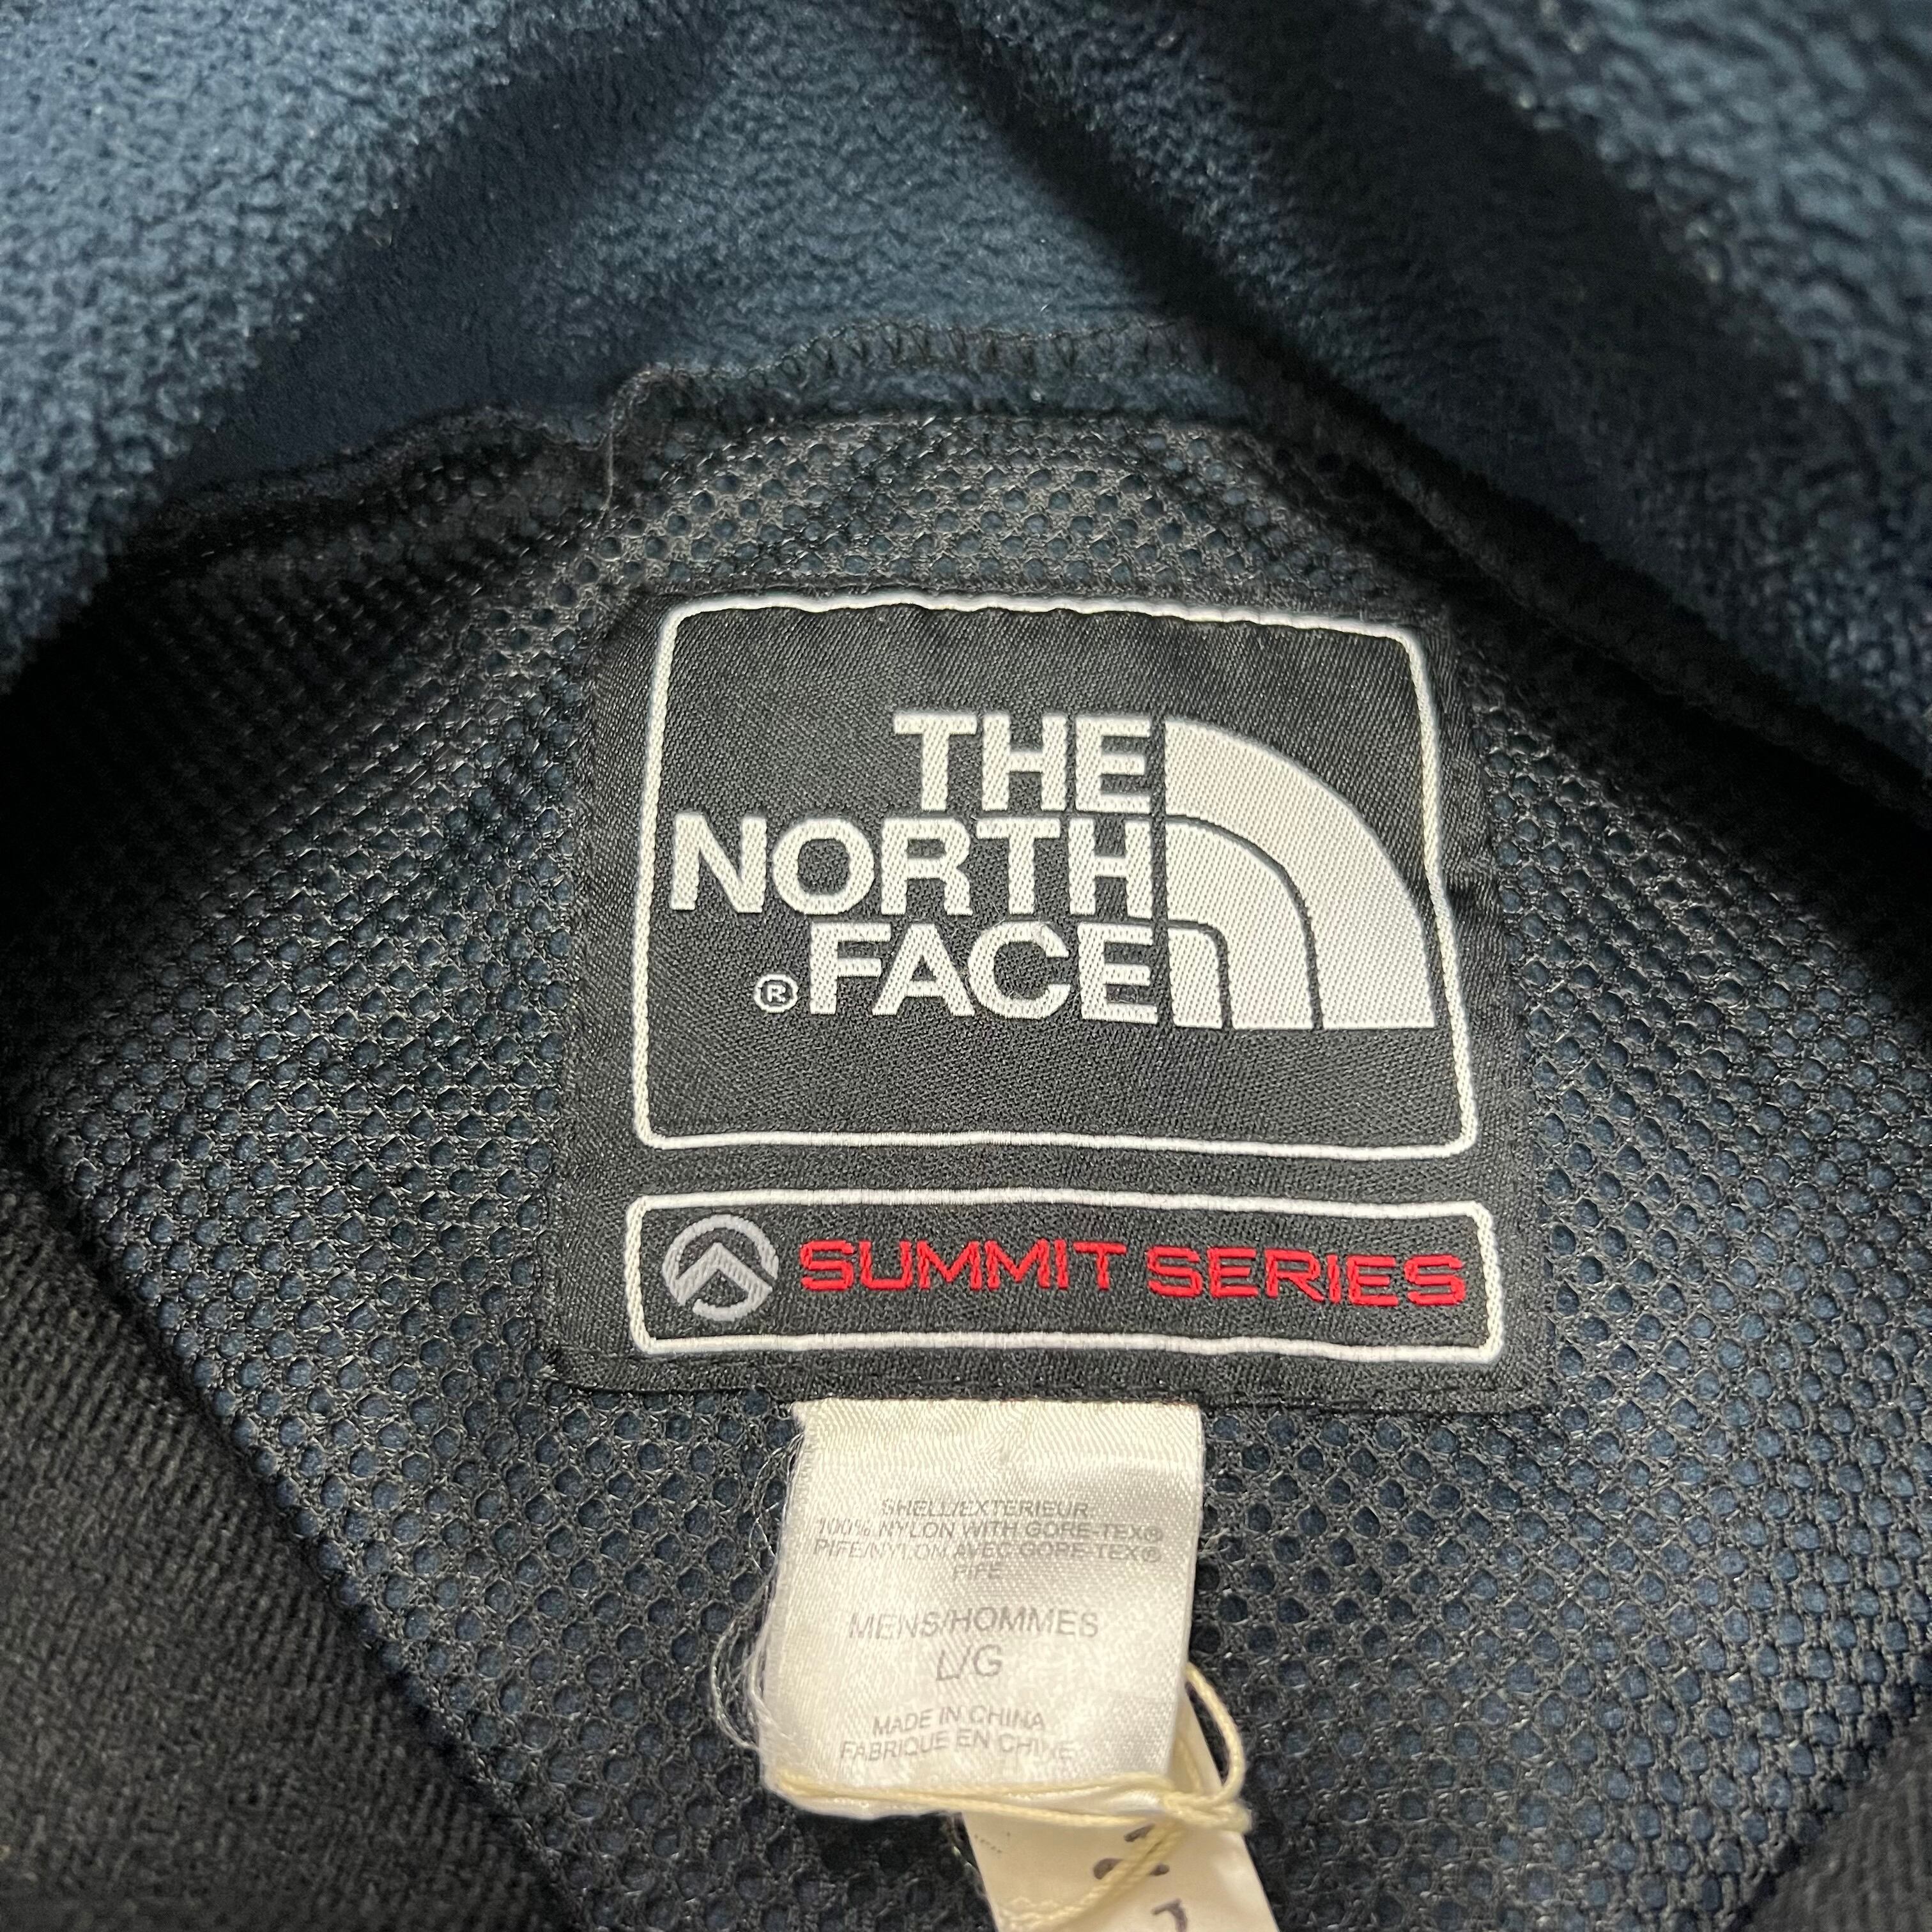 THE
NORTH
®FACE
SUMMIT SERIES
SHELL/EXTERIEUR
100% NYLON WITH GORE-TEX®
PIFE/NYLON AVEC GORE-TEX®
PIFE
MENS/HOMMES
L/G
MADE IN CHINA
FABRIQUE EN CHINE